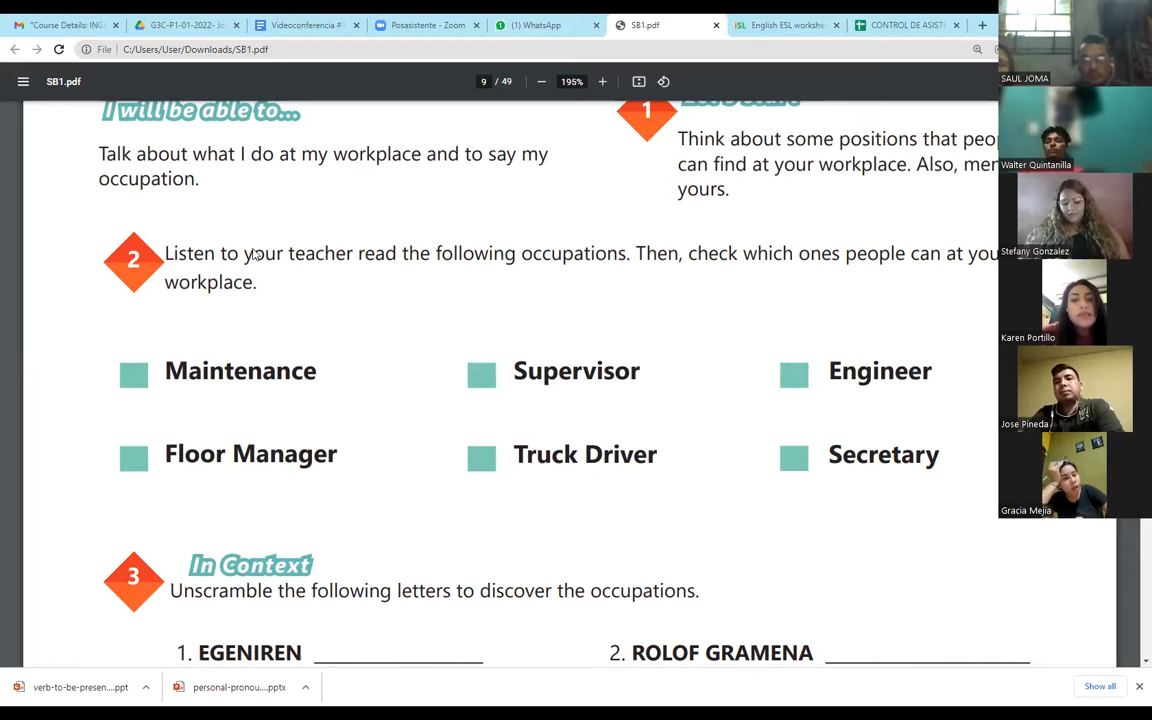 "Course Details: ING
G3C-P1-01-2022- Jo
Videoconferencia #1
Posasistente - Zoom
(1) WhatsApp
SB1.pdf
English ESL workshe
CONTROL DE ASIST
File
C:/Users/User/Downloads/SB1.pdf
SB1.pdf
9 / 49
195%
I will be able to...
1
Talk about what I do at my workplace and to say my
occupation.
Think about some positions that peo
can find at your workplace. Also, men
yours.
2
Listen to your teacher read the following occupations. Then, check which ones people can at you
workplace.
Maintenance
Supervisor
Engineer
Floor Manager
Truck Driver
Secretary
3
In Context
Unscramble the following letters to discover the occupations.
1. EGENIREN ________________
2. ROLOF GRAMENA ___________________
SAUL JOMA
Walter Quintanilla
Stefany Gonzalez
Karen Portillo
Jose Pineda
Gracia Mejía
verb-to-be-presen....ppt
personal-pronou....pptx
Show all